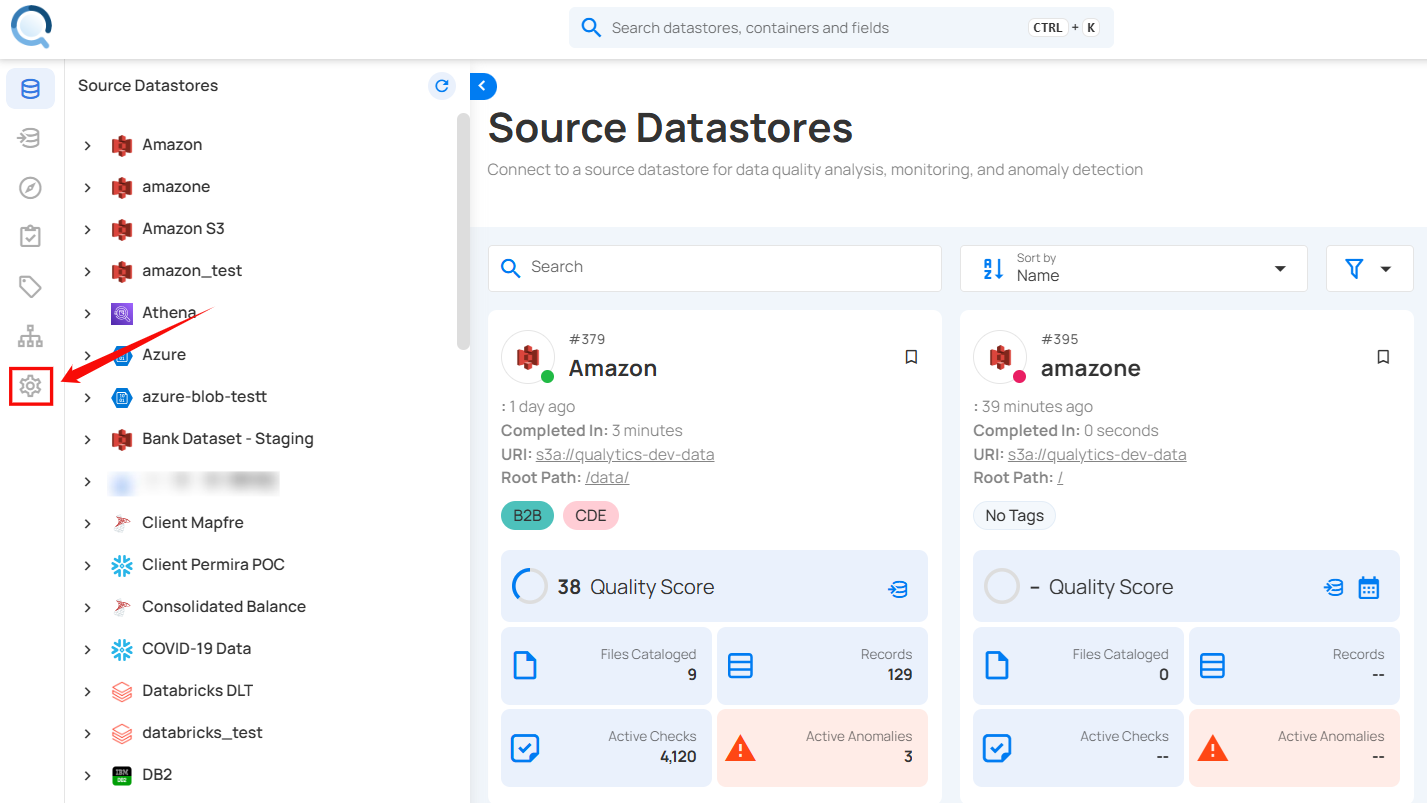 Search datastores, containers and fields
CTRL + K
Source Datastores
Amazon
amazone
Amazon S3
amazon_test
Athena
Azure
azure-blob-testt
Bank Dataset - Staging
Client Mapfre
Client Permira POC
Consolidated Balance
COVID-19 Data
Databricks DLT
databricks_test
IBM
DB2
DB2
Source Datastores
Connect to a source datastore for data quality analysis, monitoring, and anomaly detection
Search
Sort by
Name
#379
Amazon
: 1 day ago
Completed In: 3 minutes
URI: s3a://qualytics-dev-data
Root Path: /data/
B2B
CDE
38 Quality Score
Files Cataloged
9
Records
129
Active Checks
4,120
Active Anomalies
3
#395
amazone
: 39 minutes ago
Completed In: 0 seconds
URI: s3a://qualytics-dev-data
Root Path: /
No Tags
– Quality Score
Files Cataloged
0
Records
--
Active Checks
--
Active Anomalies
--